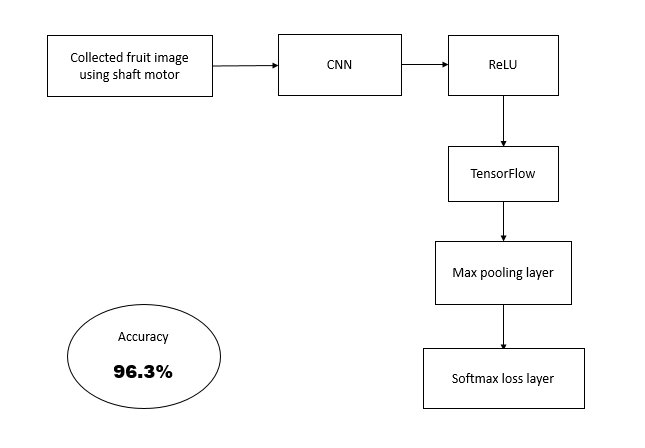 Collected fruit image
using shaft motor
CNN
ReLU
TensorFlow
Max pooling layer
Softmax loss layer
Accuracy
96.3%